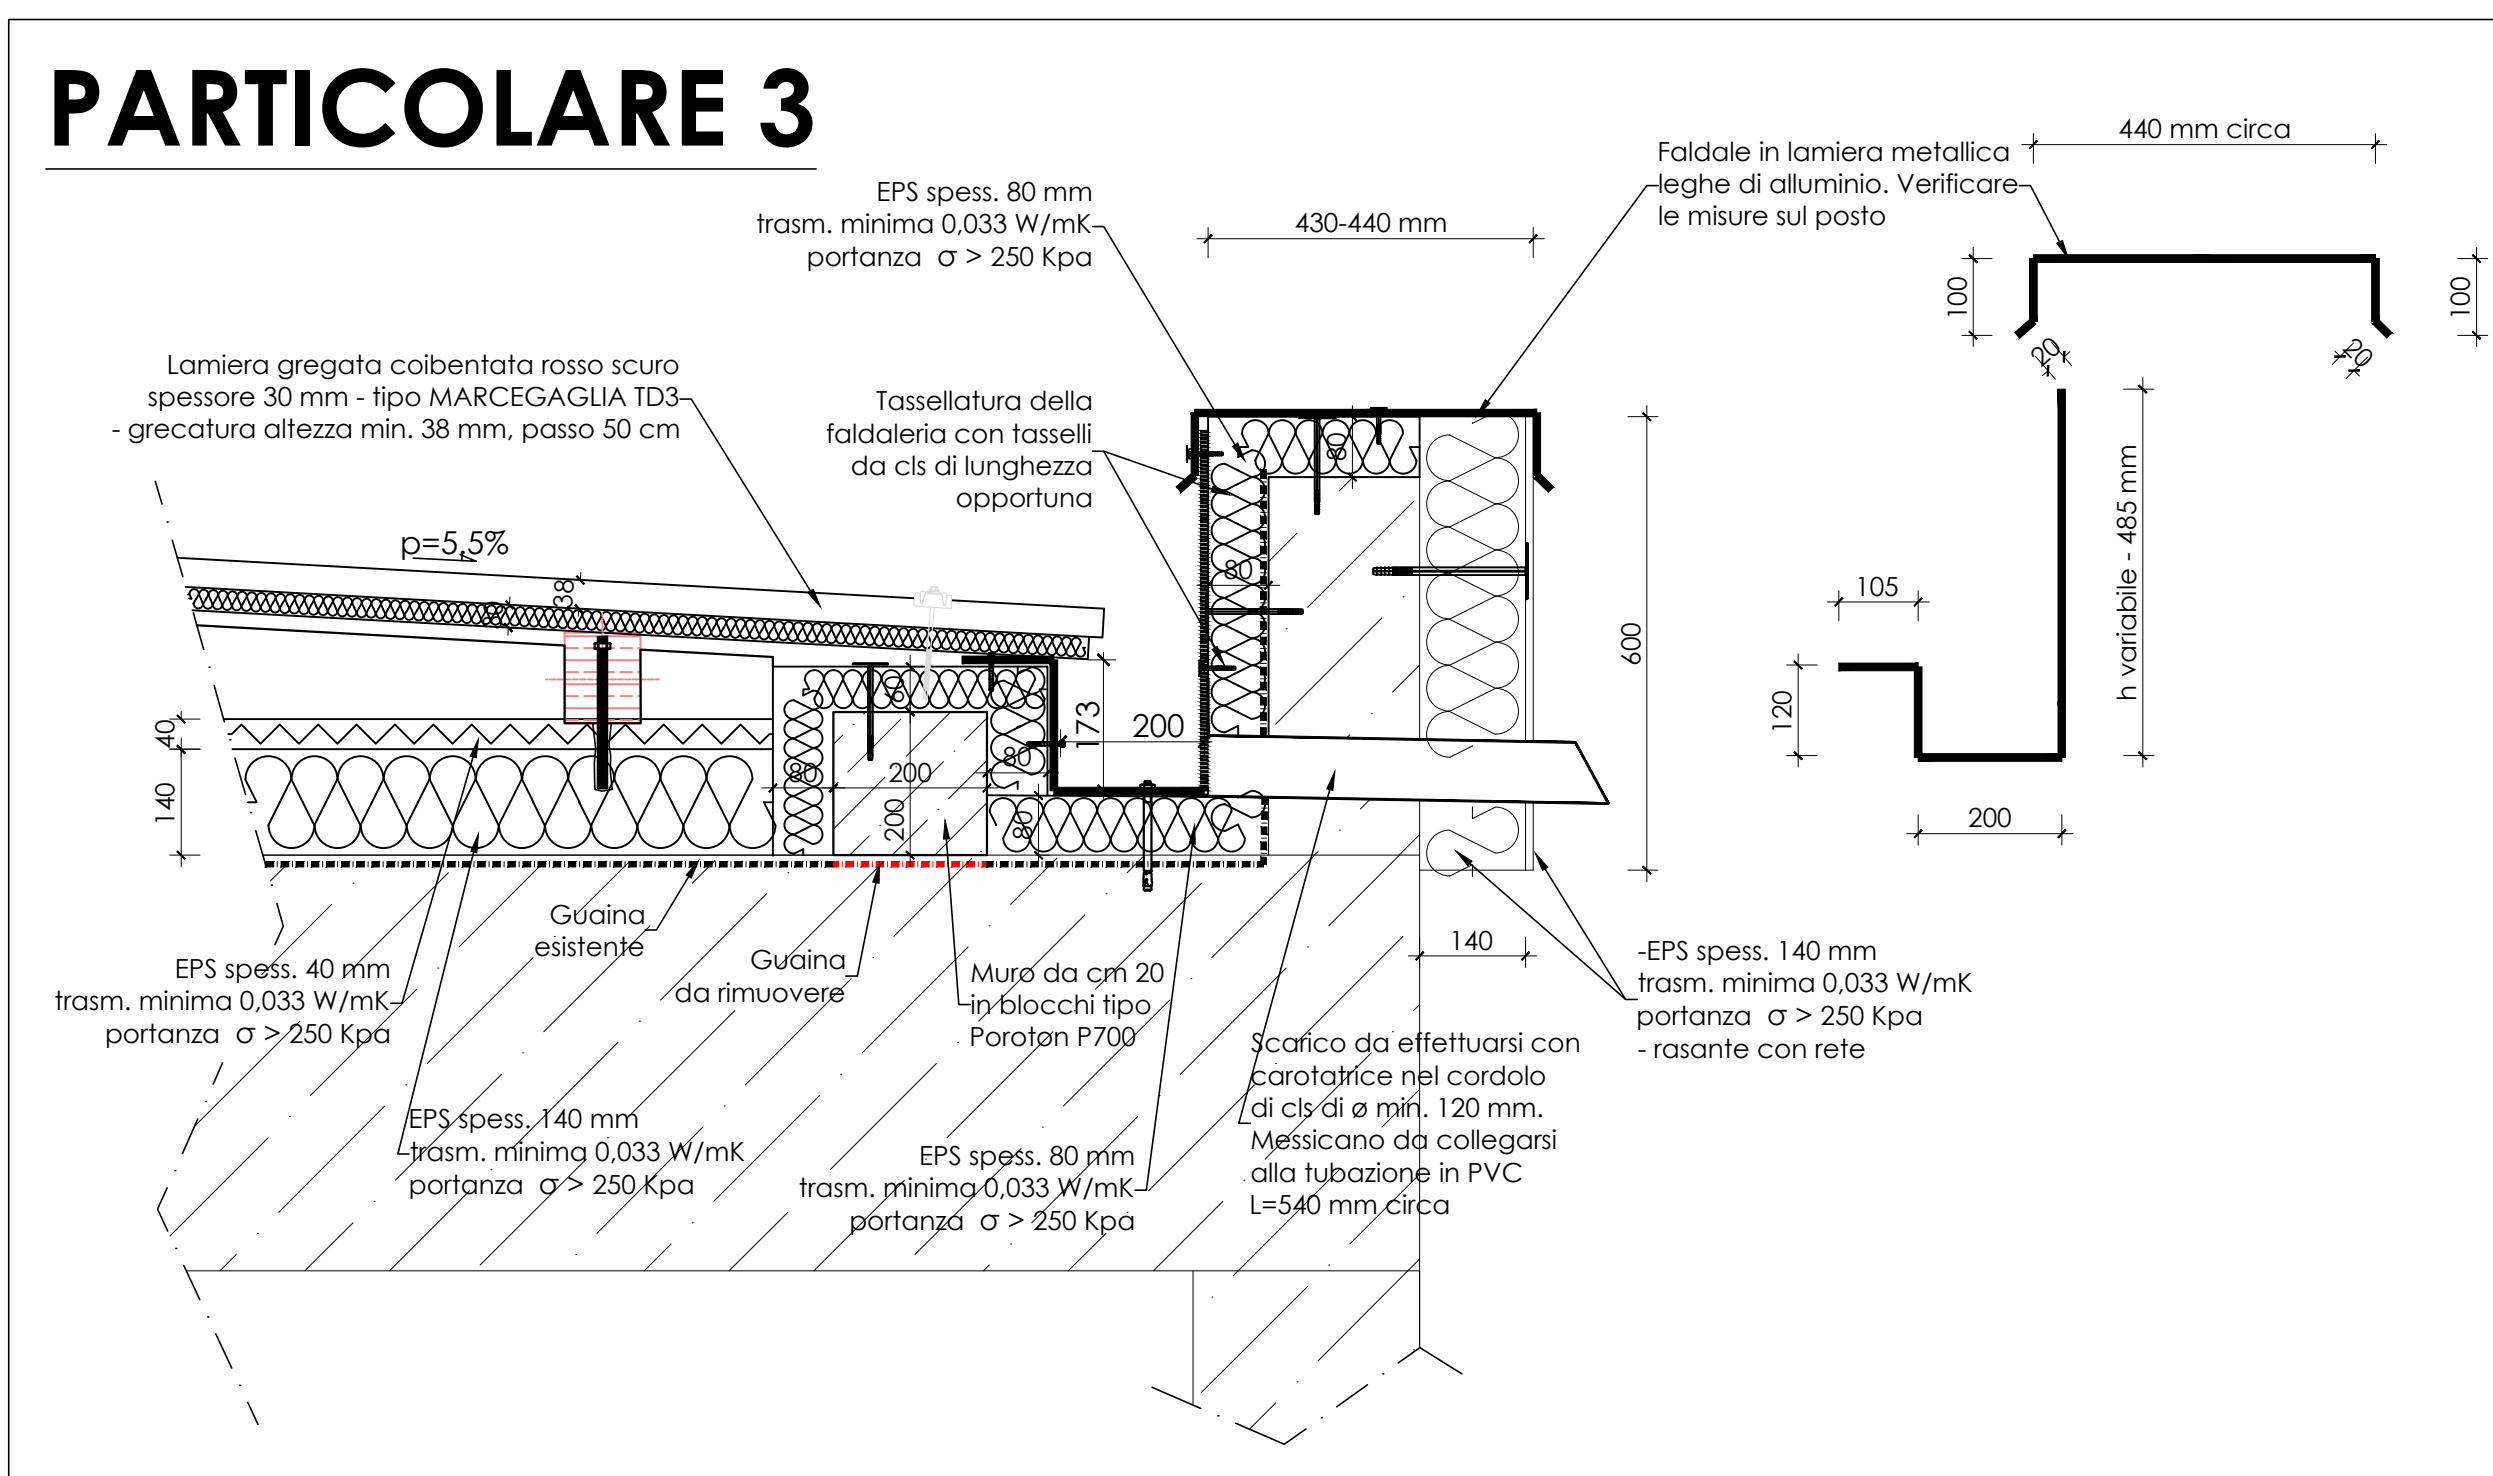 PARTICOLARE 3
EPS spess. 80 mm
trasm. minima 0,033 W/mK
portanza σ > 250 Kpa
430-440 mm
Faldale in lamiera metallica
leghe di alluminio. Verificare
le misure sul posto
440 mm circa
100
100
20
20
Lamiera gregata coibentata rosso scuro
spessore 30 mm - tipo MARCEGAGLIA TD3
- grecatura altezza min. 38 mm, passo 50 cm
Tassellatura della
faldaleria con tasselli
da cls di lunghezza
opportuna
p=5,5%
38
30
80
80
600
h variabile - 485 mm
105
120
200
60
173
200
80
200
80
200
80
40
140
140
Guaina
esistente
Guaina
da rimuovere
Muro da cm 20
in blocchi tipo
Poroton P700
EPS spess. 40 mm
trasm. minima 0,033 W/mK
portanza σ > 250 Kpa
-EPS spess. 140 mm
trasm. minima 0,033 W/mK
portanza σ > 250 Kpa
- rasante con rete
Scarico da effettuarsi con
carotatrice nel cordolo
di cls di ø min. 120 mm.
Messicano da collegarsi
alla tubazione in PVC
L=540 mm circa
EPS spess. 140 mm
trasm. minima 0,033 W/mK
portanza σ > 250 Kpa
EPS spess. 80 mm
trasm. minima 0,033 W/mK
portanza σ > 250 Kpa